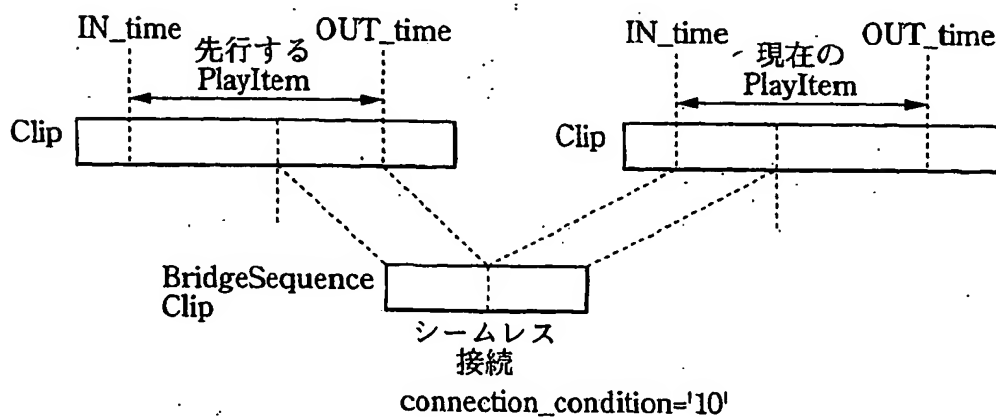 IN_time
OUT_time
IN_time
OUT_time
先行する
PlayItem
現在の
PlayItem
Clip
Clip
BridgeSequence
Clip
シームレス
接続
connection_condition='10'